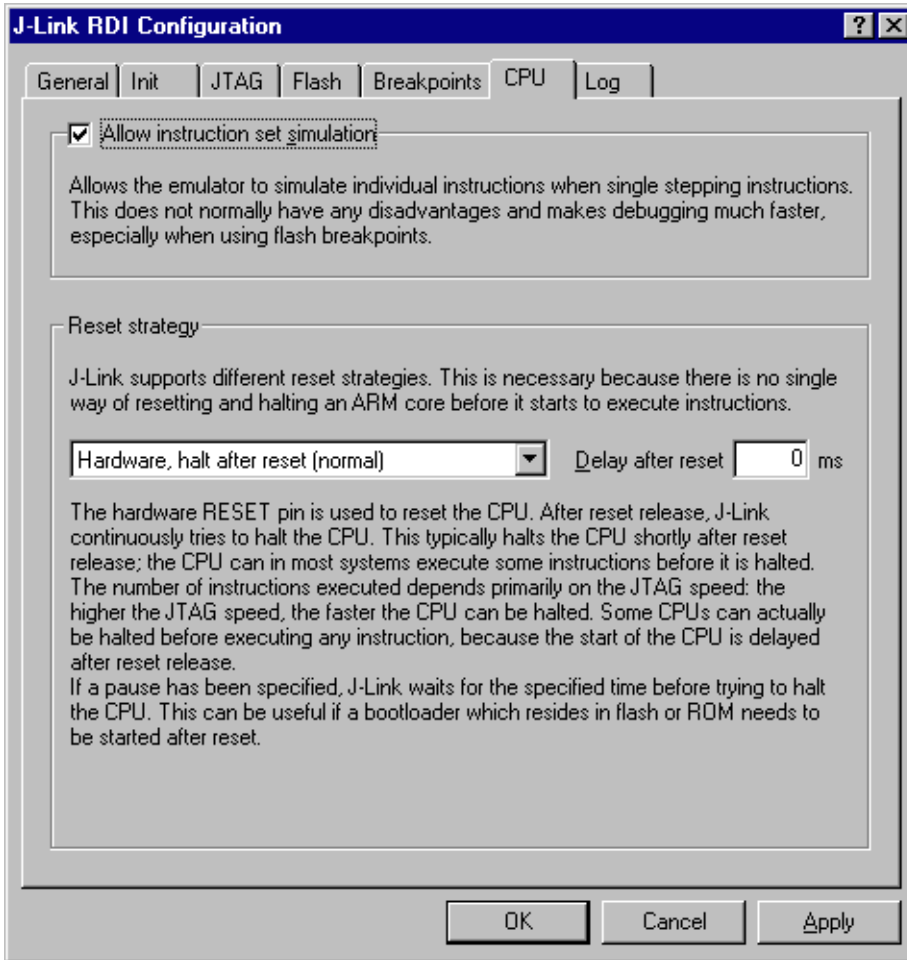 J-Link RDI Configuration
General Init JTAG Flash Breakpoints CPU Log
Allow instruction set simulation
Allows the emulator to simulate individual instructions when single stepping instructions.
This does not normally have any disadvantages and makes debugging much faster,
especially when using flash breakpoints.
Reset strategy
J-Link supports different reset strategies. This is necessary because there is no single
way of resetting and halting an ARM core before it starts to execute instructions.
Hardware, halt after reset (normal) Delay after reset 0 ms
The hardware RESET pin is used to reset the CPU. After reset release, J-Link
continuously tries to halt the CPU. This typically halts the CPU shortly after reset
release; the CPU can in most systems execute some instructions before it is halted.
The number of instructions executed depends primarily on the JTAG speed: the
higher the JTAG speed, the faster the CPU can be halted. Some CPUs can actually
be halted before executing any instruction, because the start of the CPU is delayed
after reset release.
If a pause has been specified, J-Link waits for the specified time before trying to halt
the CPU. This can be useful if a bootloader which resides in flash or ROM needs to
be started after reset.
OK Cancel Apply